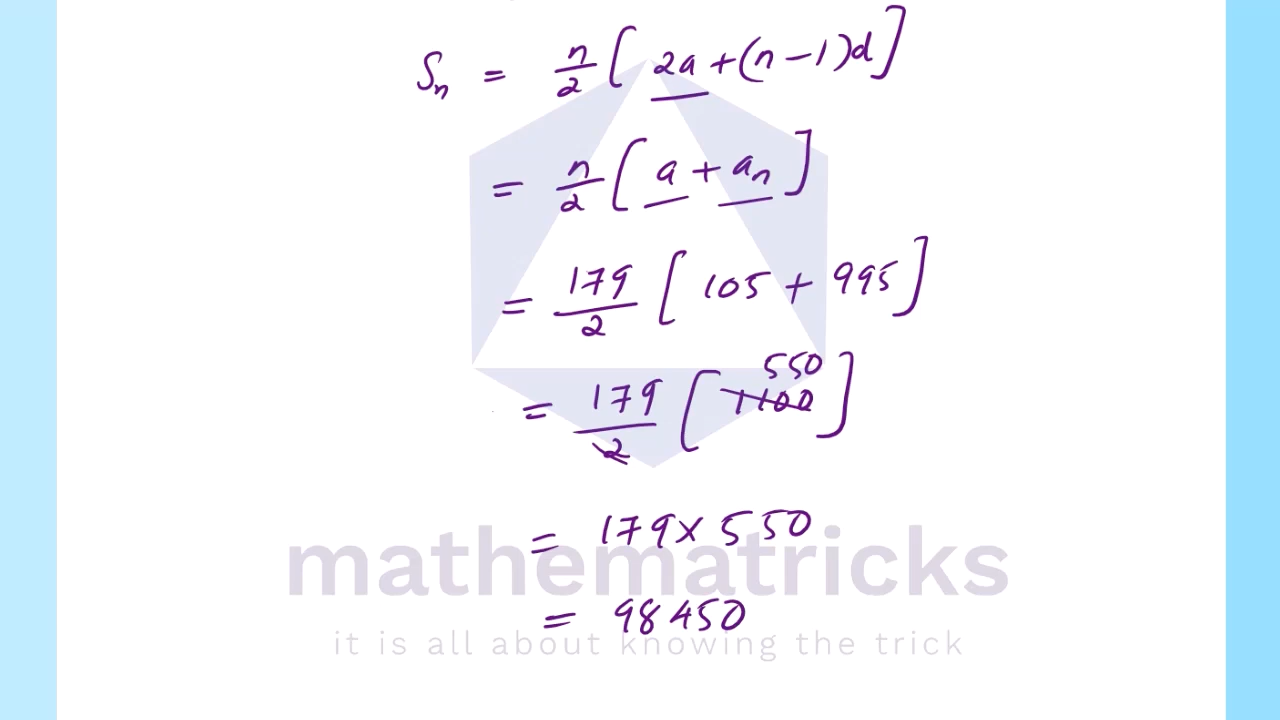 Sn = n/2 [ 2a + (n - 1)d ]
= n/2 [ a + an ]
= 179/2 [ 105 + 995 ]
550
= 179/2 [ 1100 ]
= 179 × 550
mathematricks
= 98450
it is all about knowing the trick